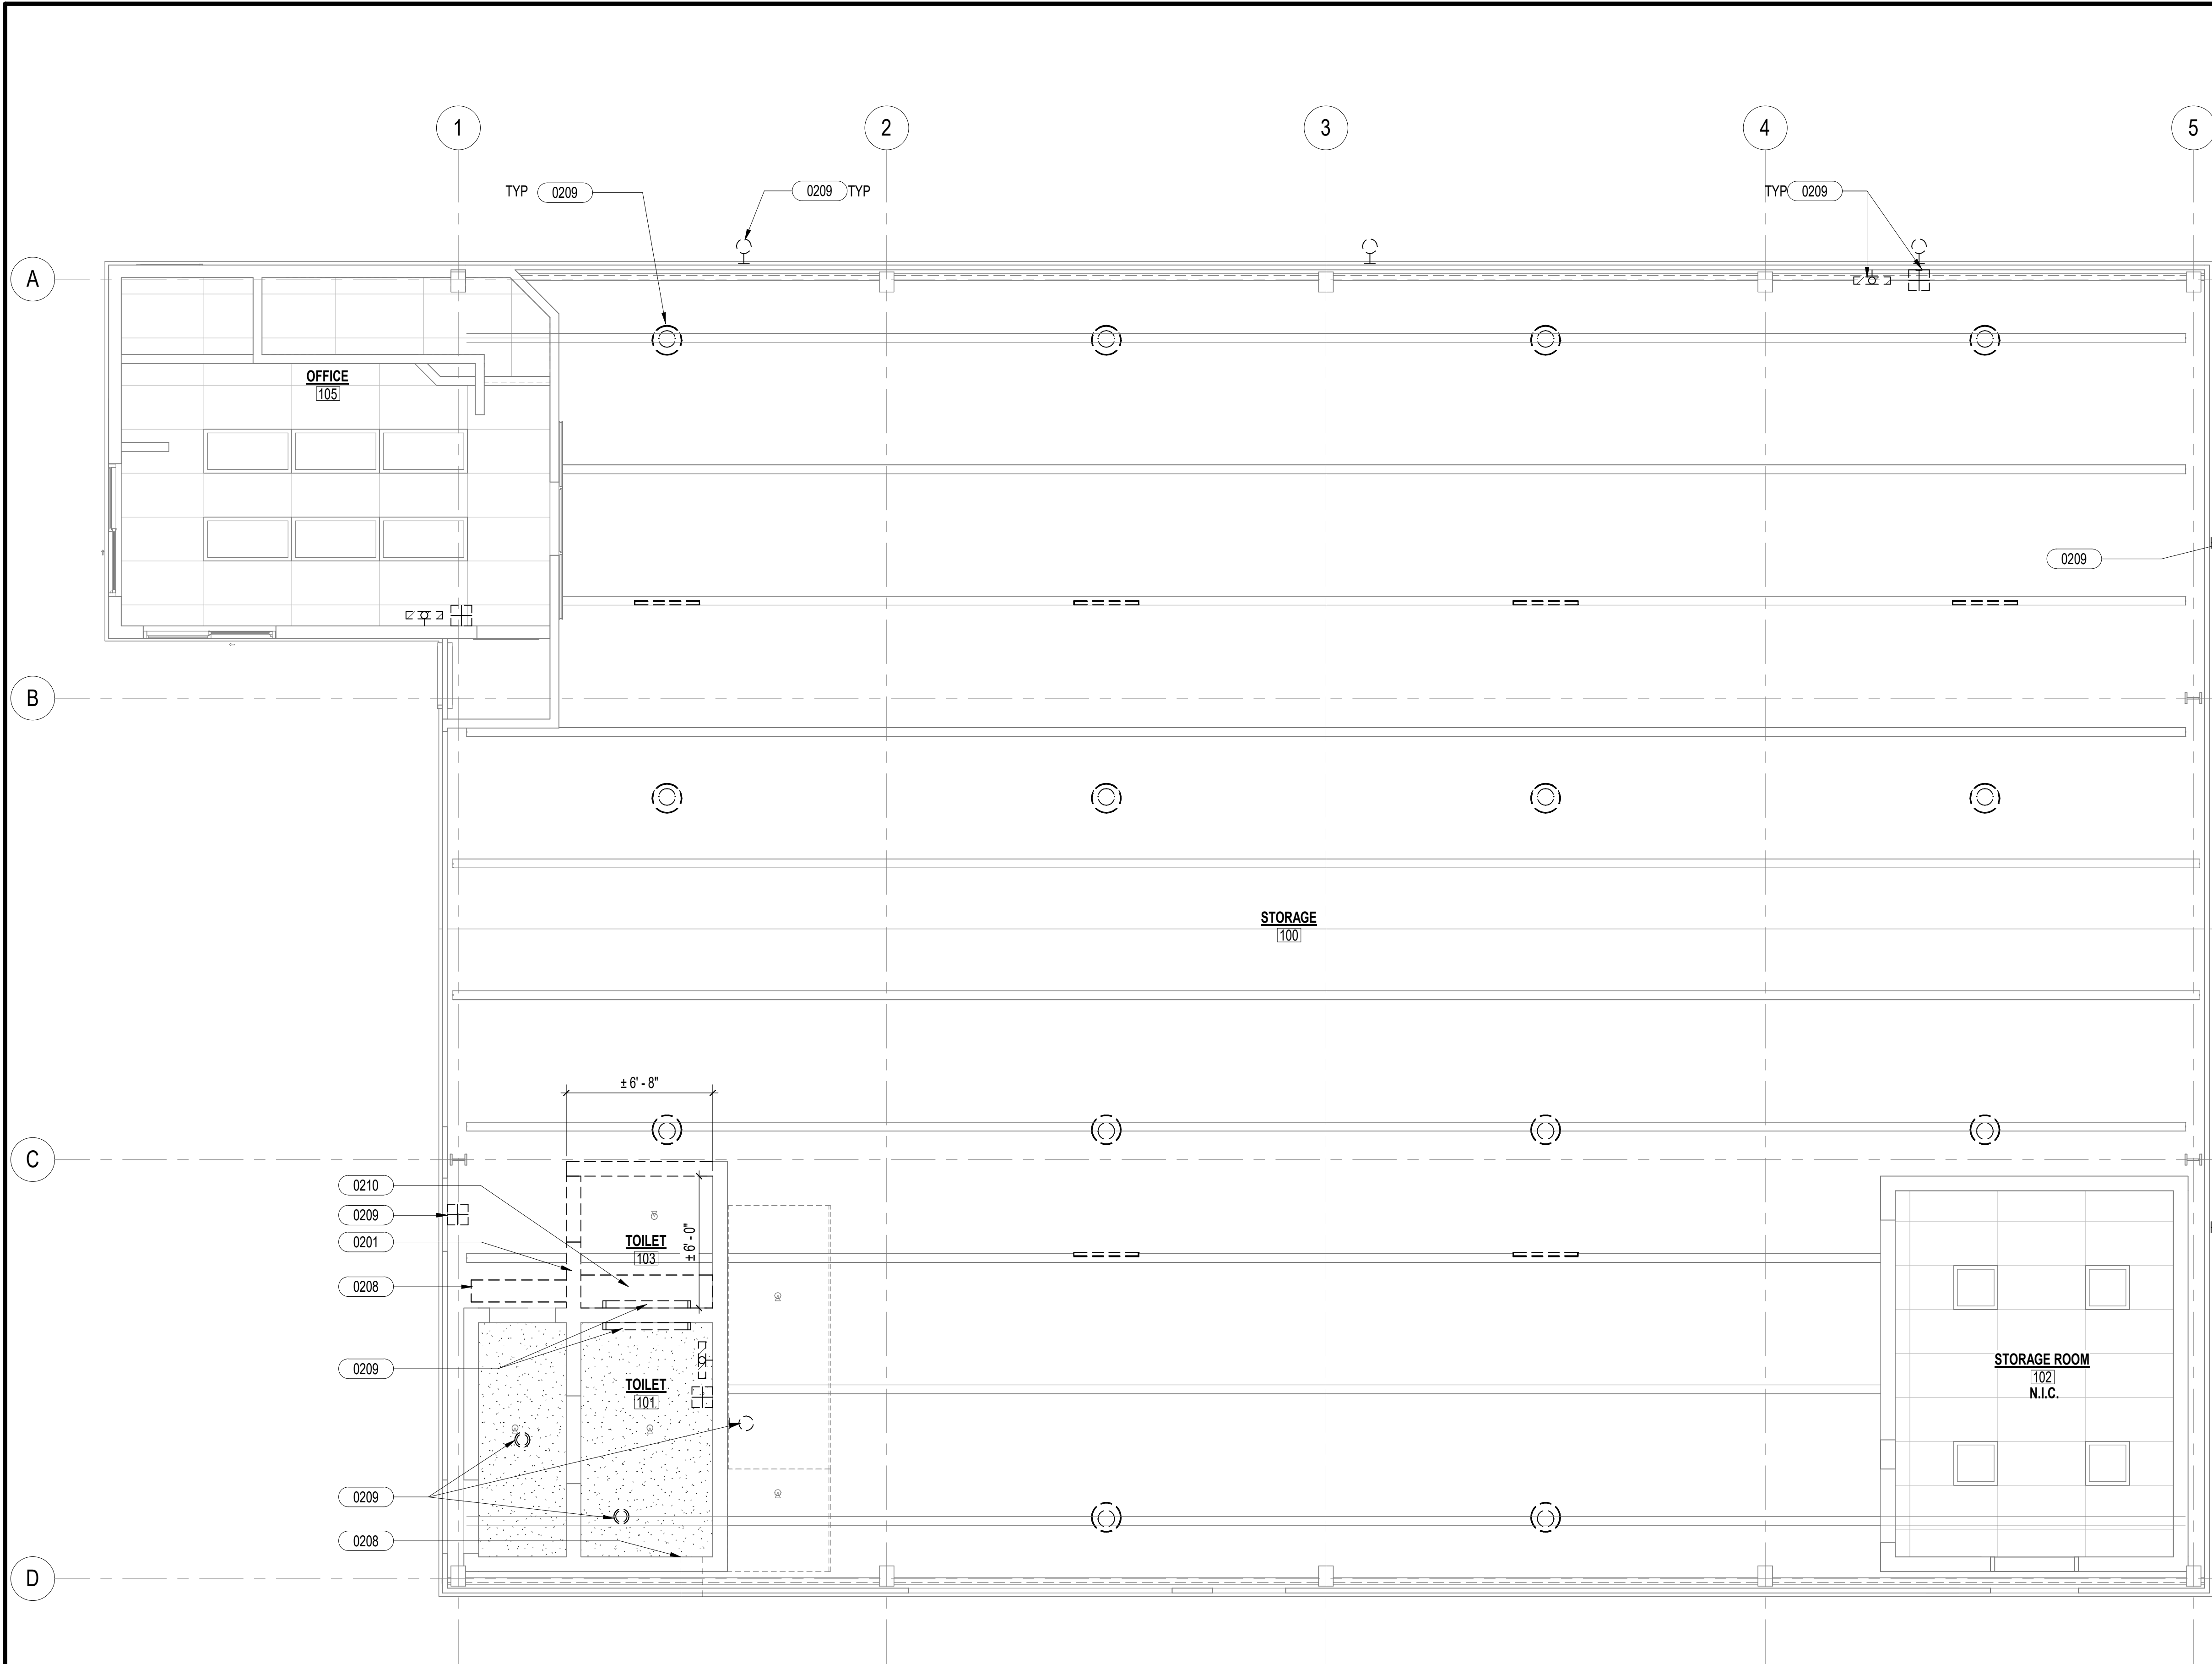 1
2
3
4
5
TYP 0209
0209 TYP
TYP 0209
A
OFFICE
105
0209
B
STORAGE
100
± 6' - 8"
C
0210
0209
0201
0208
TOILET
103
± 6' - 0"
0209
TOILET
101
STORAGE ROOM
102
N.I.C.
0209
0208
D